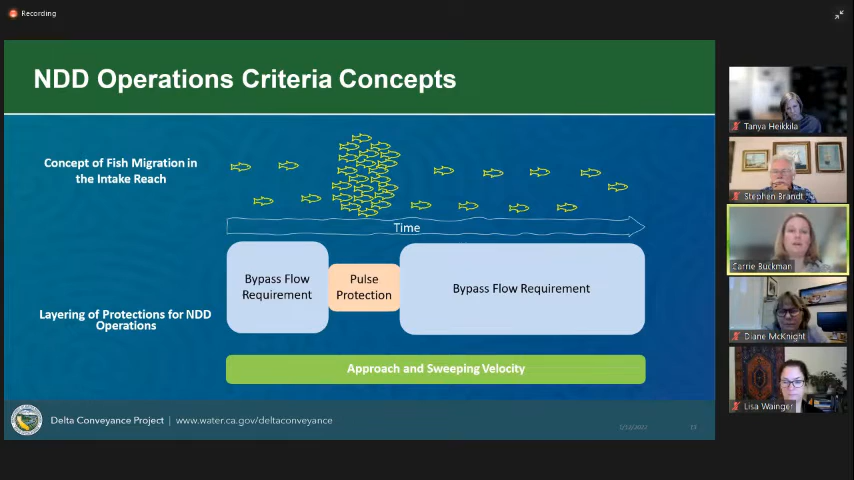 Recording
NDD Operations Criteria Concepts
Concept of Fish Migration in
the Intake Reach
Time
Bypass Flow
Requirement
Pulse
Protection
Bypass Flow Requirement
Layering of Protections for NDD
Operations
Approach and Sweeping Velocity
Delta Conveyance Project | www.water.ca.gov/deltaconveyance
11
Tanya Heikkila
Stephen Brandt
Carrie Buckman
Diane McKnight
Lisa Wainger